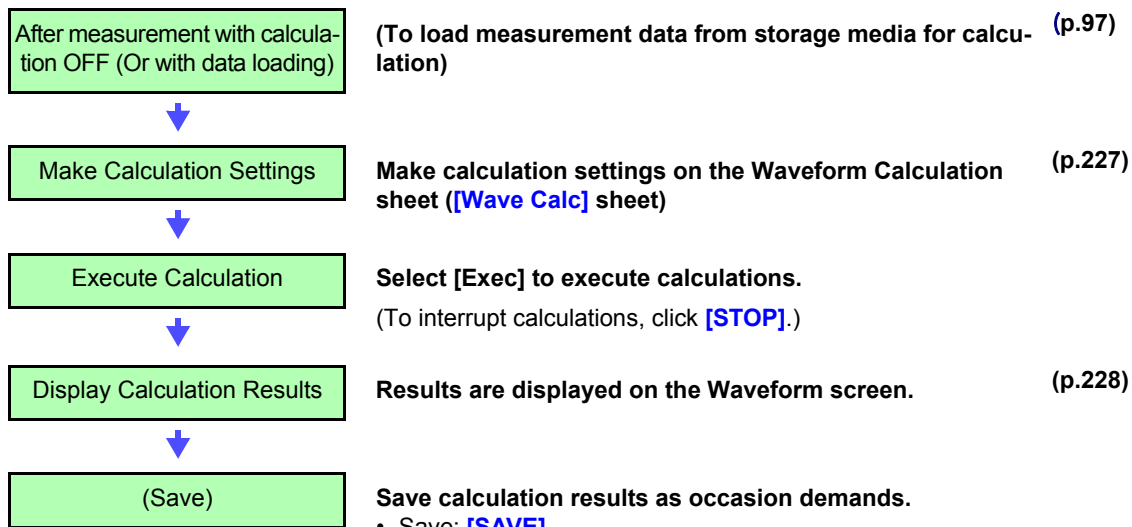 After measurement with calcula-
tion OFF (Or with data loading)
(To load measurement data from storage media for calcu-
lation)
(p.97)
Make Calculation Settings
Make calculation settings on the Waveform Calculation
sheet ([Wave Calc] sheet)
(p.227)
Execute Calculation
Select [Exec] to execute calculations.
(To interrupt calculations, click [STOP].)
Display Calculation Results
Results are displayed on the Waveform screen.
(p.228)
(Save)
Save calculation results as occasion demands.
• Save: [SAVE]